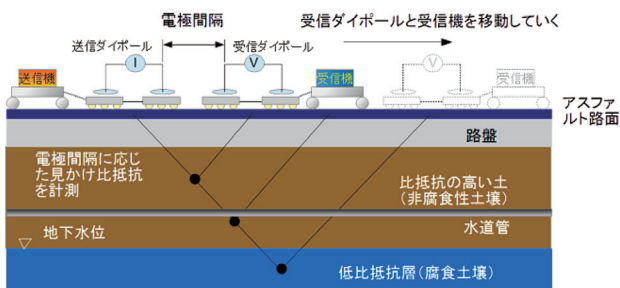 電極間隔
受信ダイポールと受信機を移動していく
送信ダイポール
受信ダイポール
送信機
I
V
受信機
V
受信機
アスファ
ルト路面
路盤
電極間隔に応じ
た見かけ比抵抗
を計測
比抵抗の高い土
(非腐食性土壌)
水道管
地下水位
低比抵抗層(腐食土壌)